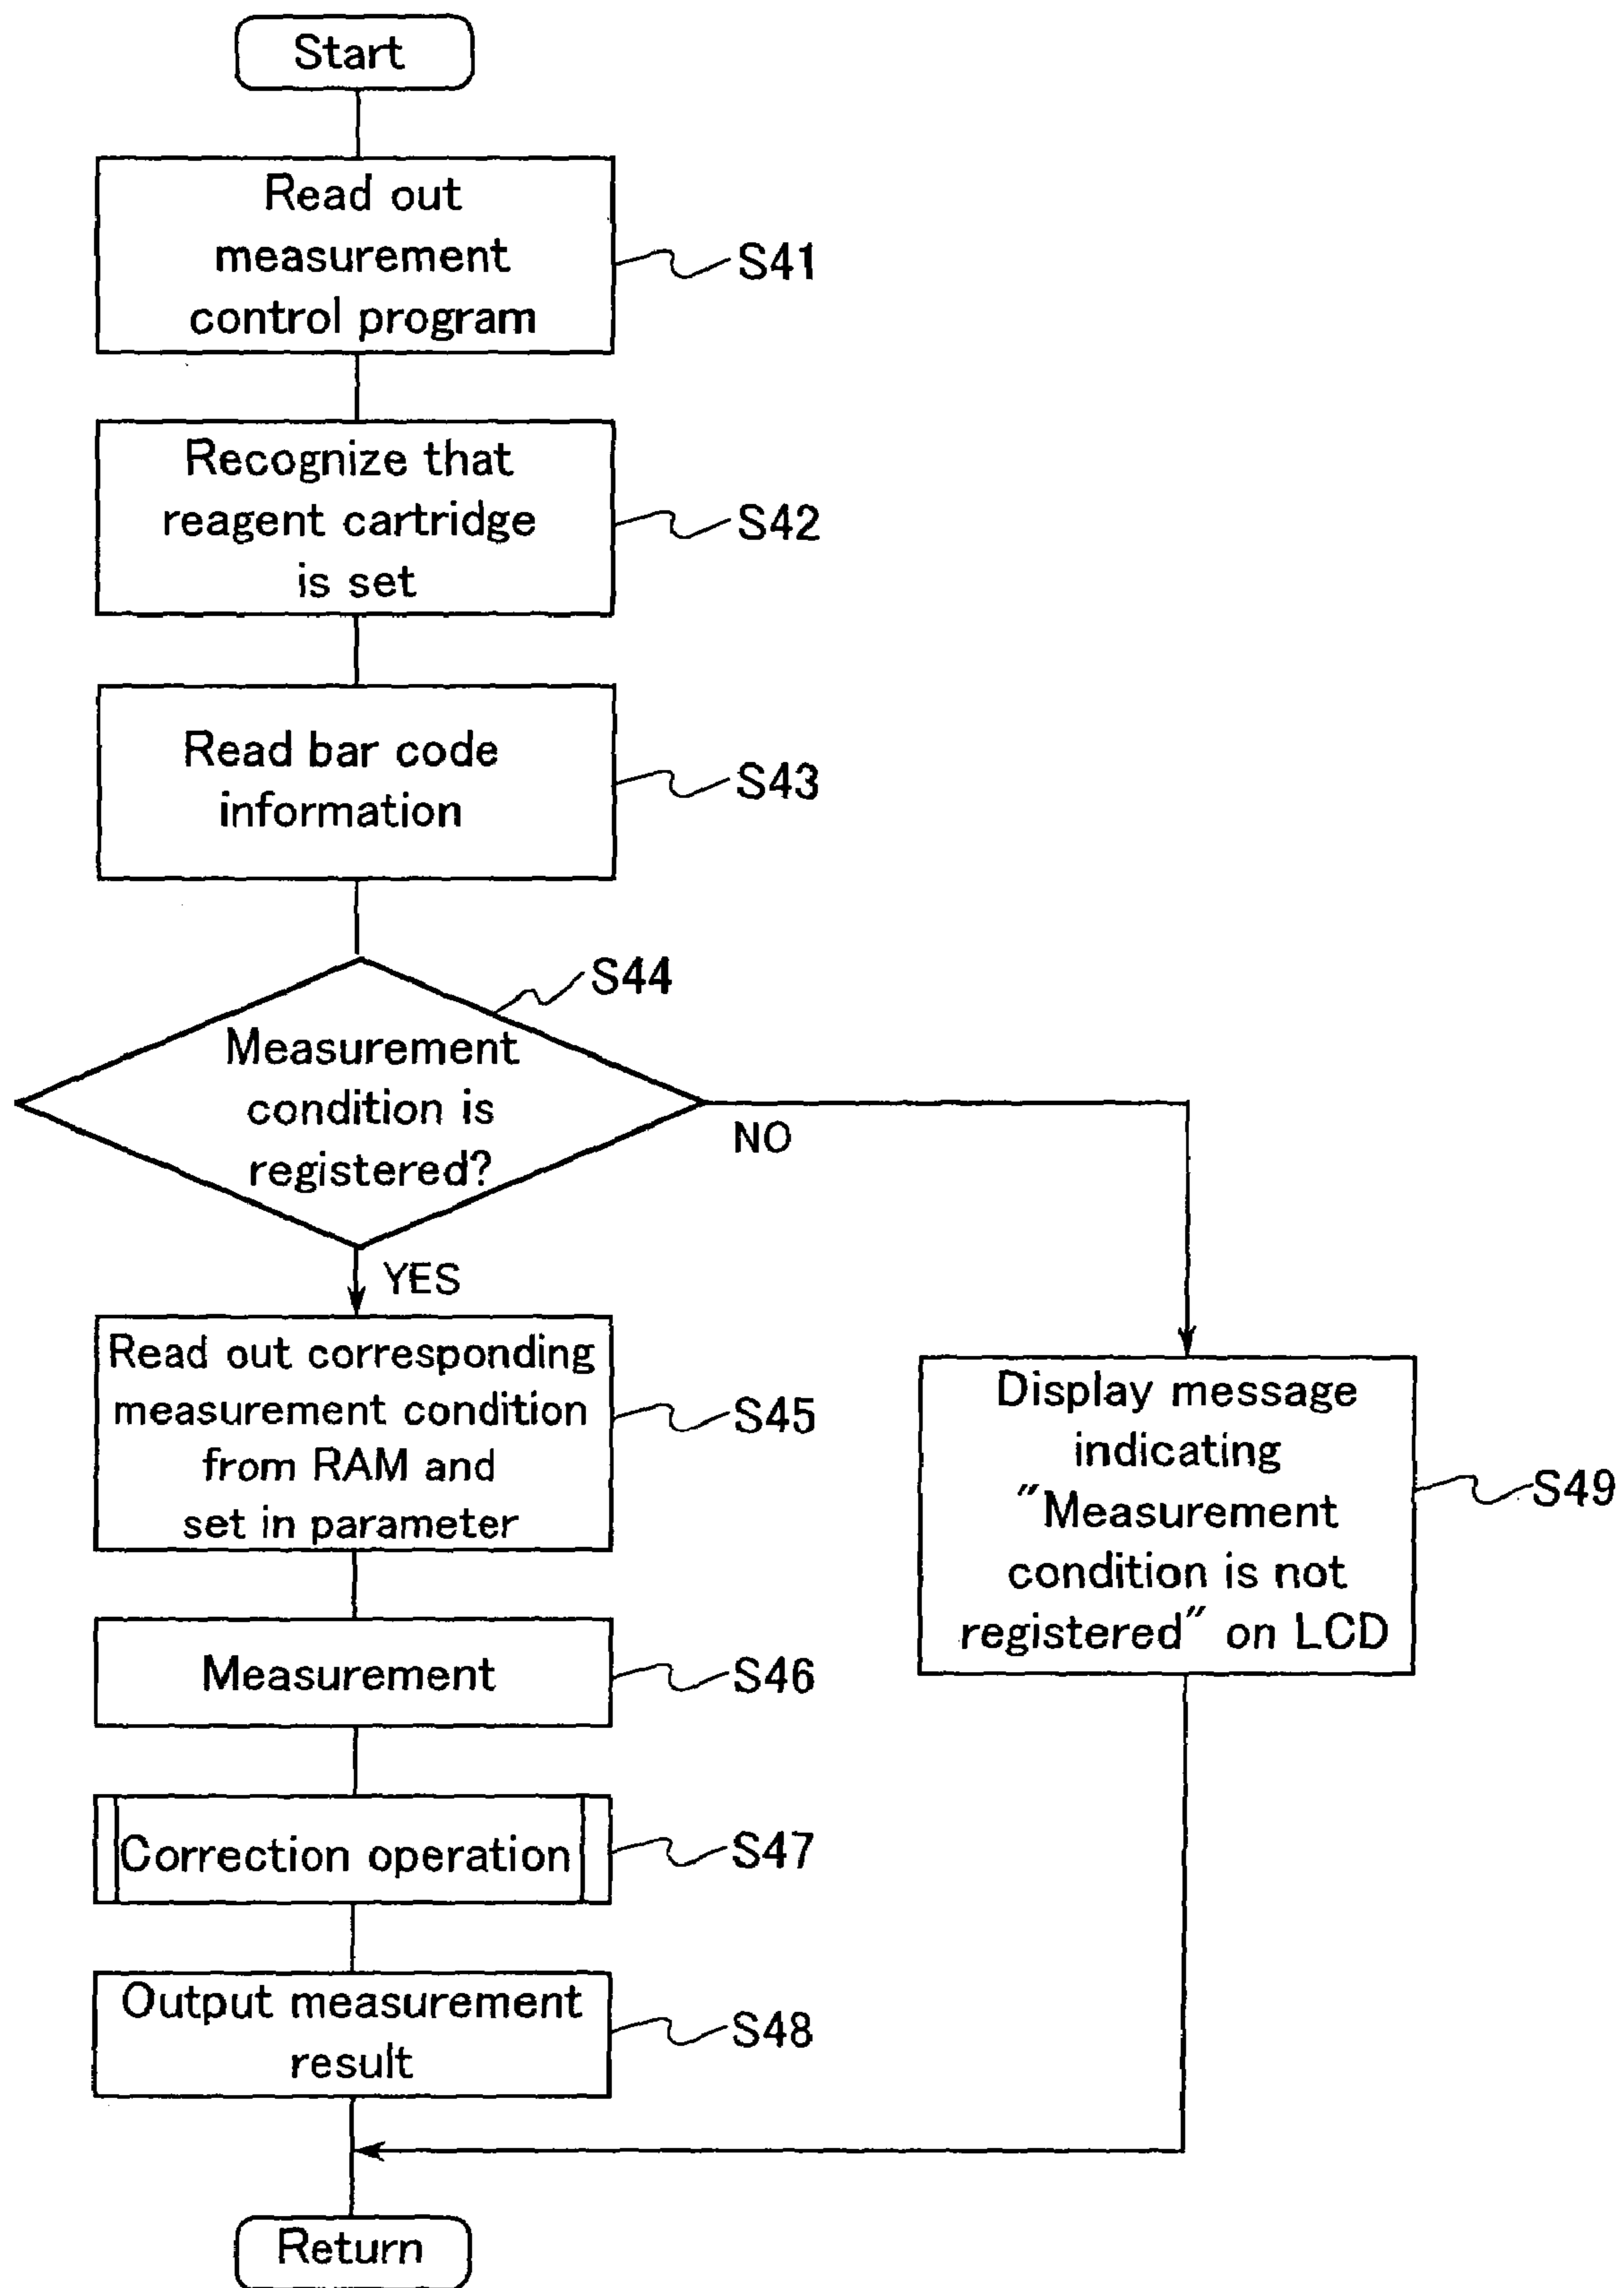 Start
Read out
measurement
control program
S41
Recognize that
reagent cartridge
is set
S42
Read bar code
information
S43
S44
Measurement
condition is
registered?
NO
YES
Read out corresponding
measurement condition
from RAM and
set in parameter
S45
Display message
indicating
"Measurement
condition is not
registered" on LCD
S49
Measurement
S46
Correction operation
S47
Output measurement
result
S48
Return